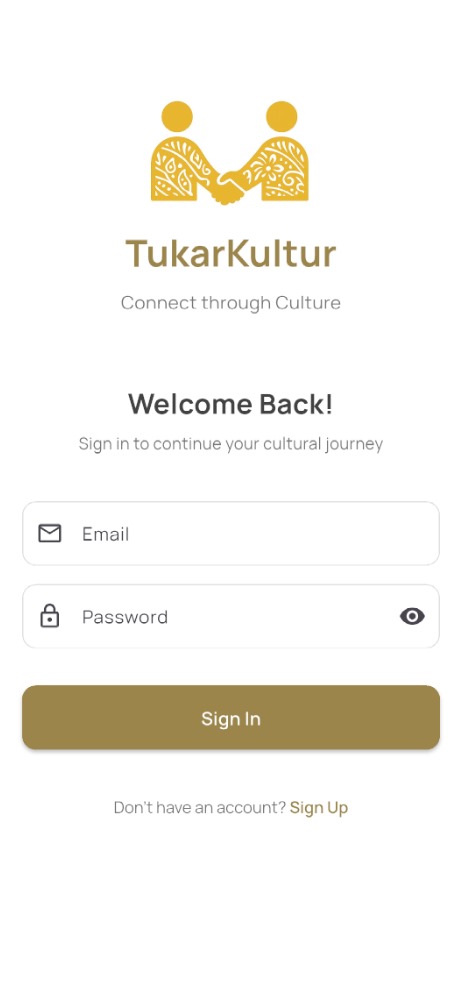 TukarKultur
Connect through Culture
Welcome Back!
Sign in to continue your cultural journey
Email
Password
Sign In
Don't have an account? Sign Up